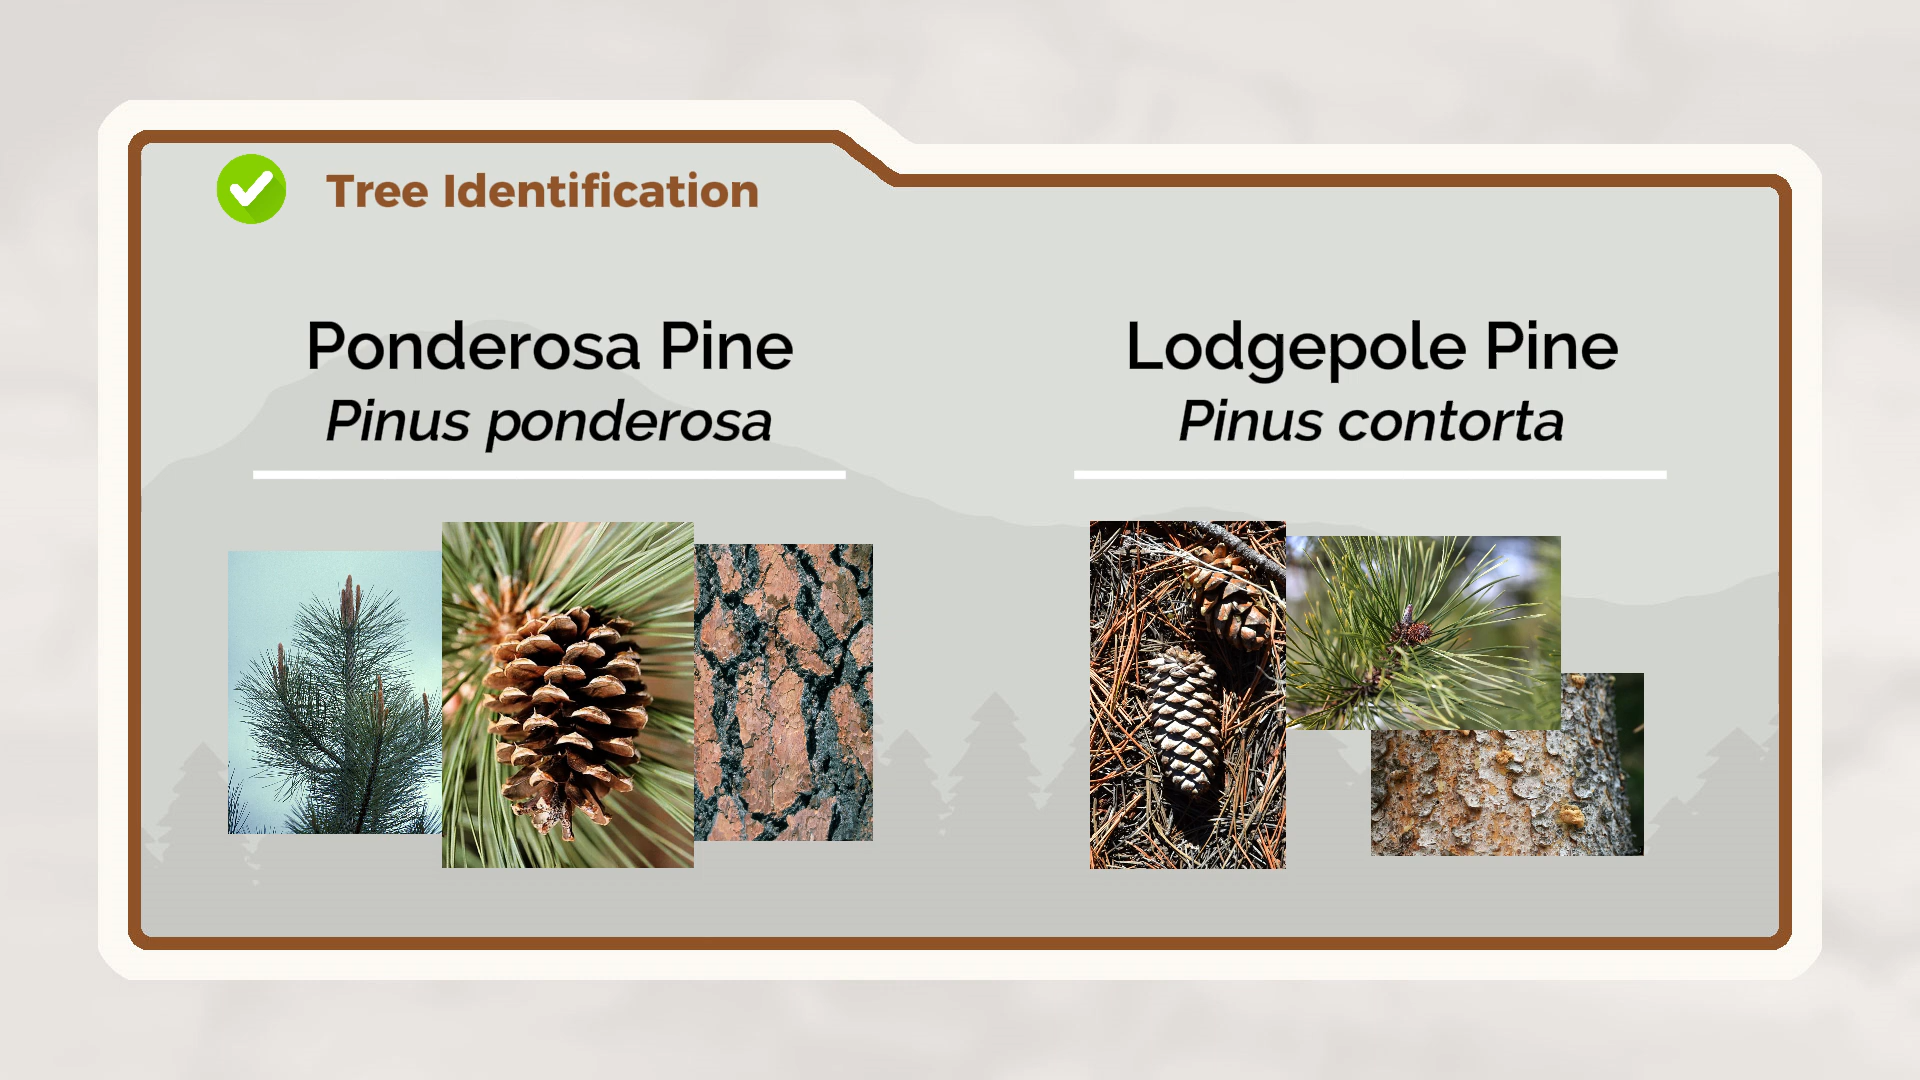 Tree Identification
Ponderosa Pine
Pinus ponderosa
Lodgepole Pine
Pinus contorta